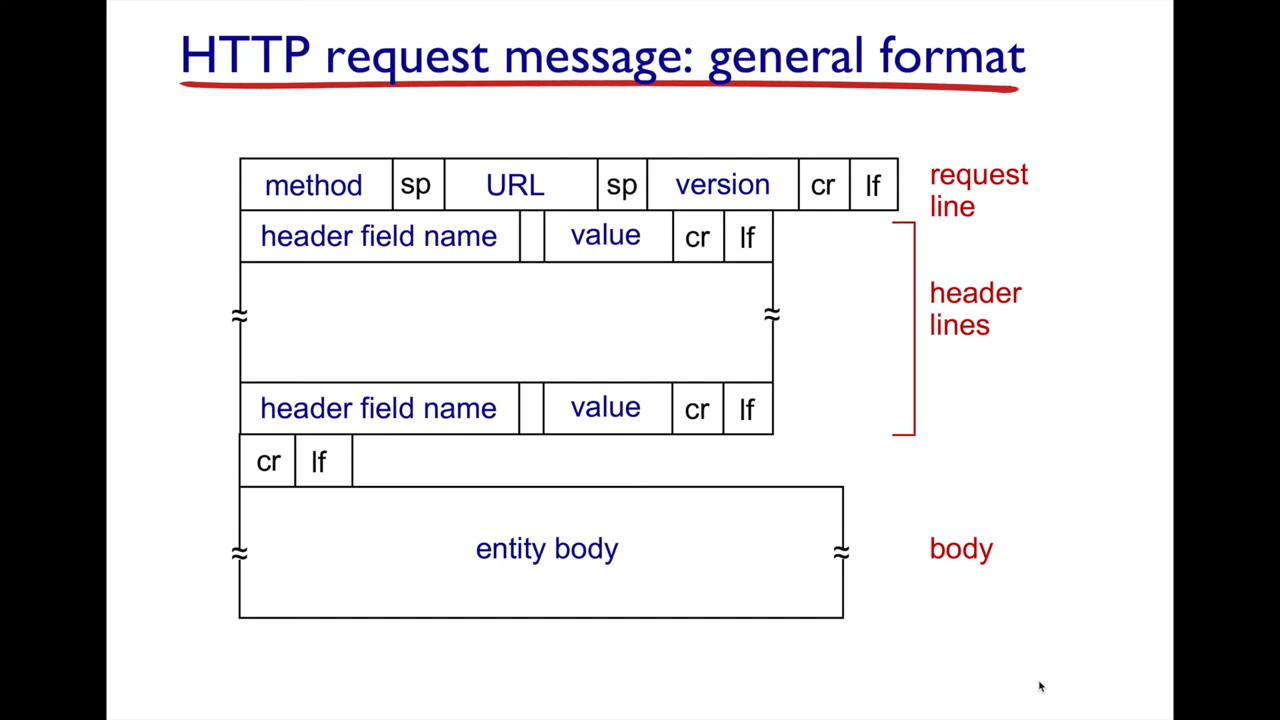 HTTP request message: general format
method sp URL sp version cr lf
request
line
header field name value cr lf
header
lines
≈ ≈
header field name value cr lf
cr lf
≈ entity body ≈
body